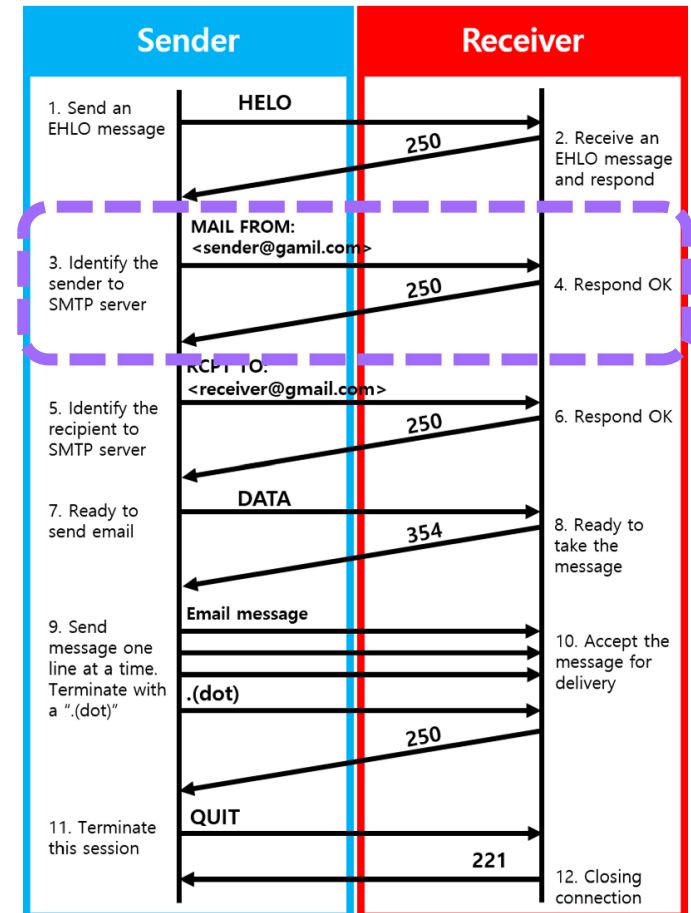 Sender
Receiver
1. Send an
EHLO message
HELO
250
2. Receive an
EHLO message
and respond
MAIL FROM:
<sender@gamil.com>
3. Identify the
sender to
SMTP server
250
4. Respond OK
RCPT TO:
<receiver@gmail.com>
5. Identify the
recipient to
SMTP server
250
6. Respond OK
7. Ready to
send email
DATA
354
8. Ready to
take the
message
Email message
9. Send
message one
line at a time.
Terminate with
a “.(dot)”
.(dot)
10. Accept the
message for
delivery
250
11. Terminate
this session
QUIT
221
12. Closing
connection